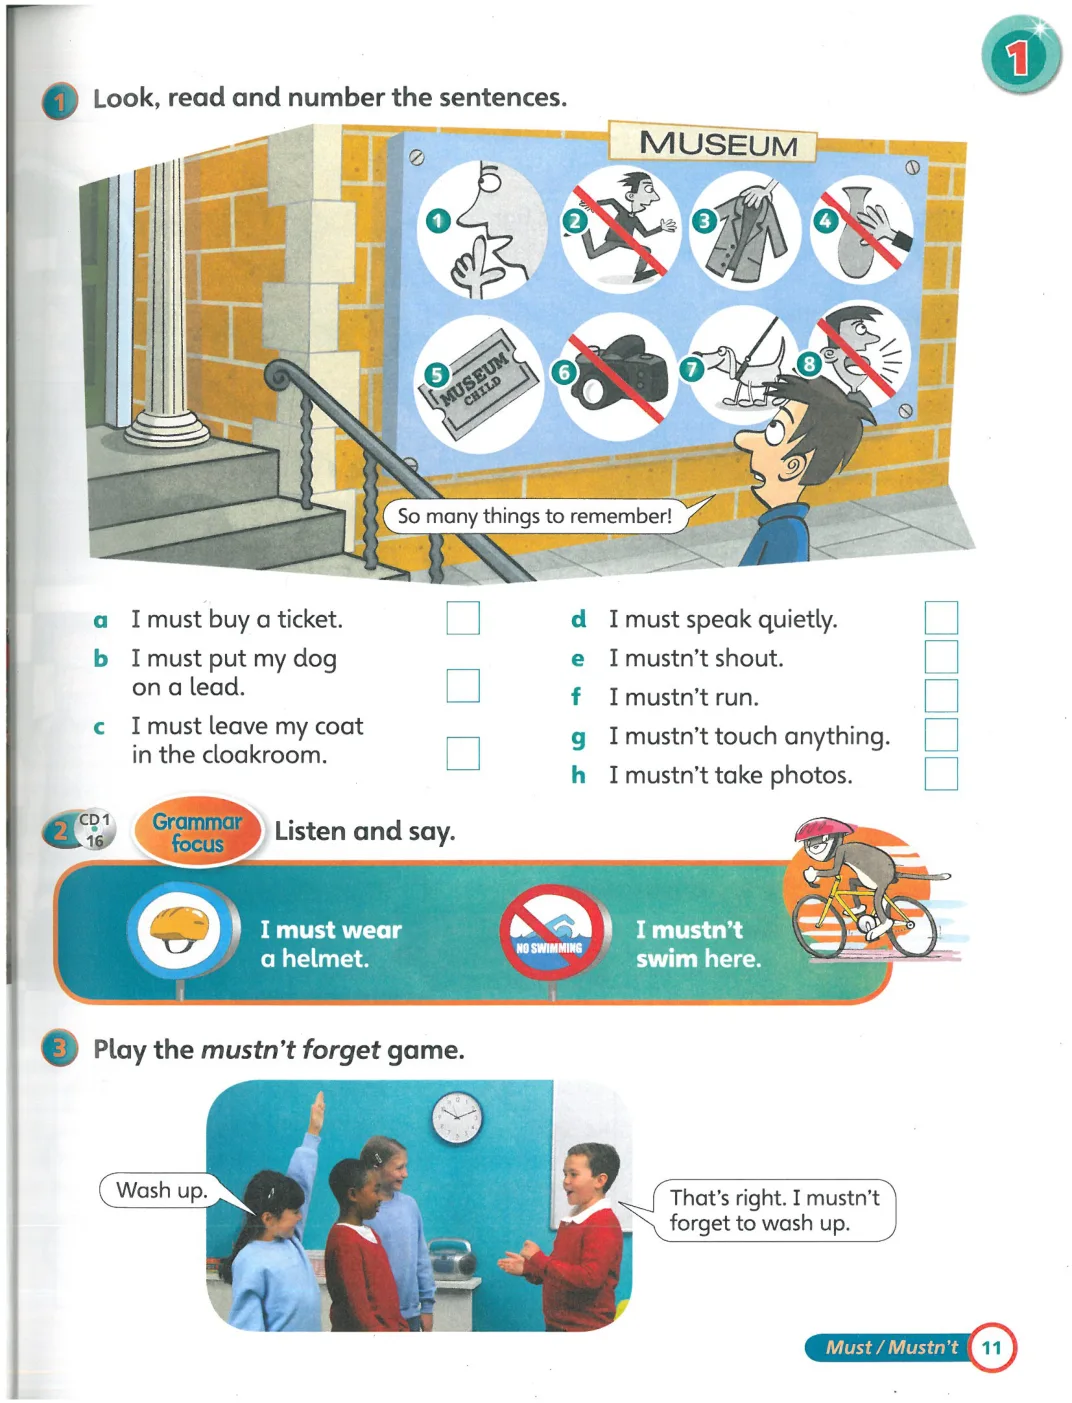 1
1 Look, read and number the sentences.
MUSEUM
1
2
3
4
5
MUSEUM
CHILD
6
7
8
So many things to remember!
a I must buy a ticket.
b I must put my dog
on a lead.
c I must leave my coat
in the cloakroom.
d I must speak quietly.
e I mustn't shout.
f I mustn't run.
g I mustn't touch anything.
h I mustn't take photos.
2 CD1
16
Grammar
focus
Listen and say.
I must wear
a helmet.
NO SWIMMING
I mustn't
swim here.
3 Play the mustn't forget game.
Wash up.
That's right. I mustn't
forget to wash up.
Must / Mustn't 11